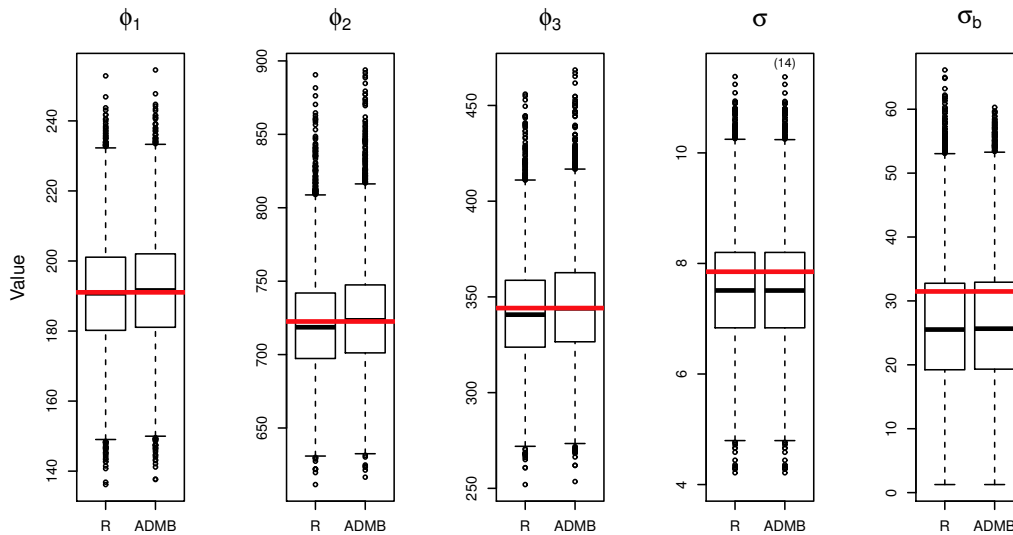 ϕ1 ϕ2 ϕ3 σ σb
Value
140 160 180 200 220 240
R ADMB
650 700 750 800 850 900
R ADMB
250 300 350 400 450
R ADMB
4 6 8 10
(14)
R ADMB
0 10 20 30 40 50 60
R ADMB